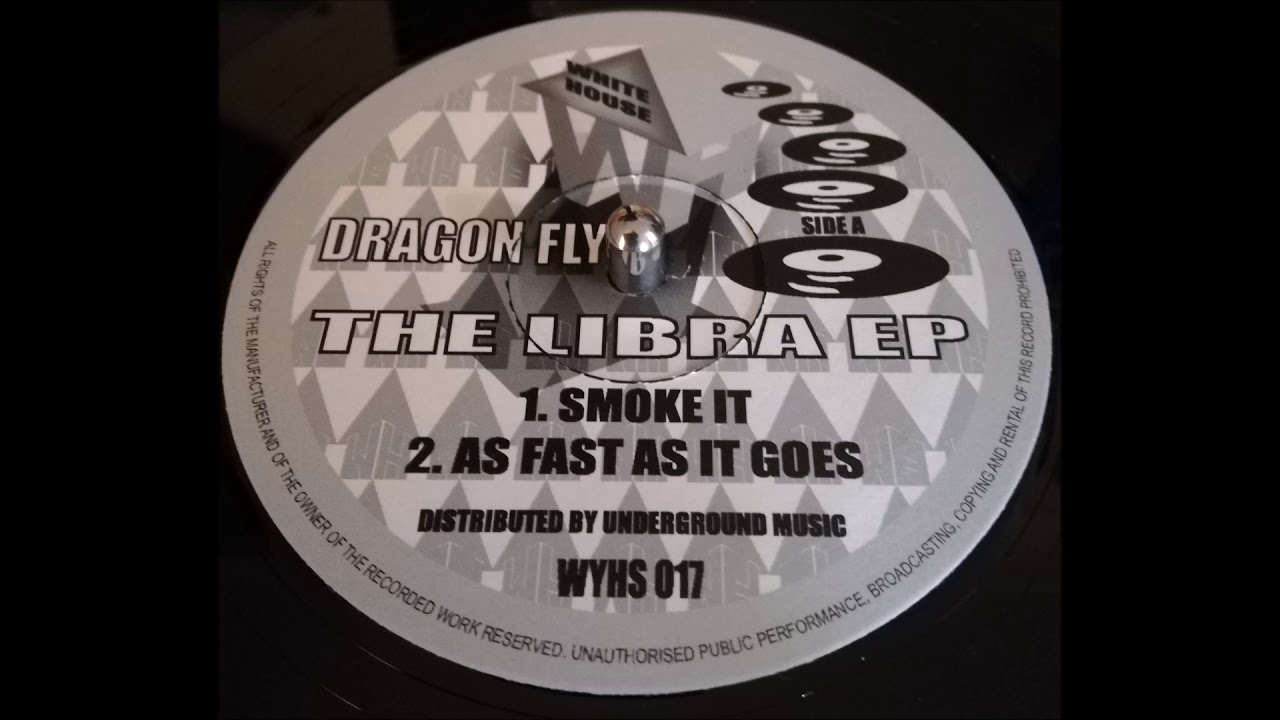 WHITE
HOUSE
SIDE A
DRAGON FLY
THE LIBRA EP
1. SMOKE IT
2. AS FAST AS IT GOES
DISTRIBUTED BY UNDERGROUND MUSIC
WYHS 017
ALL RIGHTS OF THE MANUFACTURER AND OF THE OWNER OF THE RECORDED WORK RESERVED. UNAUTHORISED PUBLIC PERFORMANCE, BROADCASTING, COPYING AND RENTAL OF THIS RECORD PROHIBITED